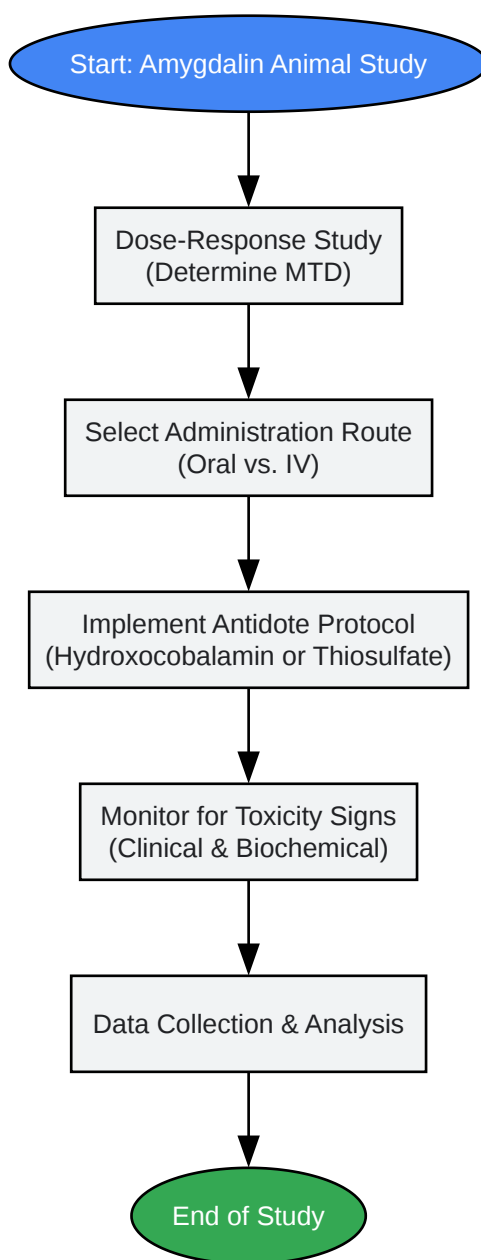 Start: Amygdalin Animal Study
Dose-Response Study
(Determine MTD)
Select Administration Route
(Oral vs. IV)
Implement Antidote Protocol
(Hydroxocobalamin or Thiosulfate)
Monitor for Toxicity Signs
(Clinical & Biochemical)
Data Collection & Analysis
End of Study